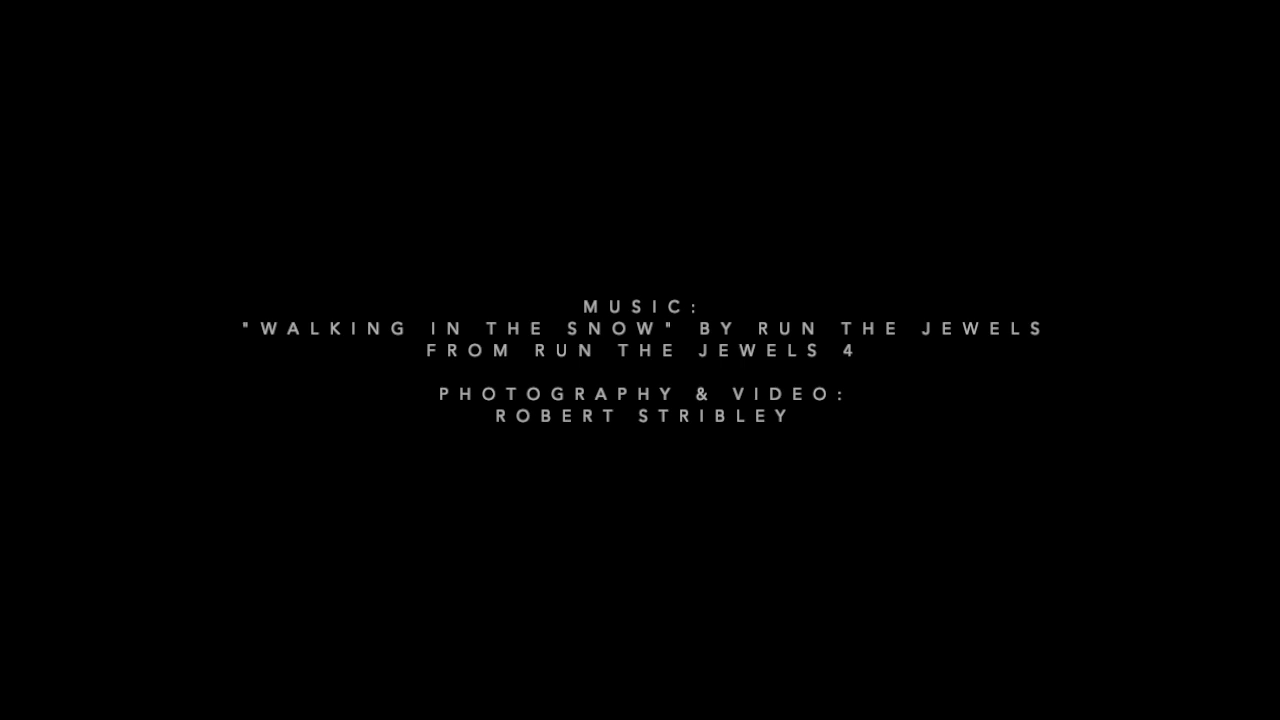 MUSIC:
"WALKING IN THE SNOW" BY RUN THE JEWELS
FROM RUN THE JEWELS 4
PHOTOGRAPHY & VIDEO:
ROBERT STRIBLEY